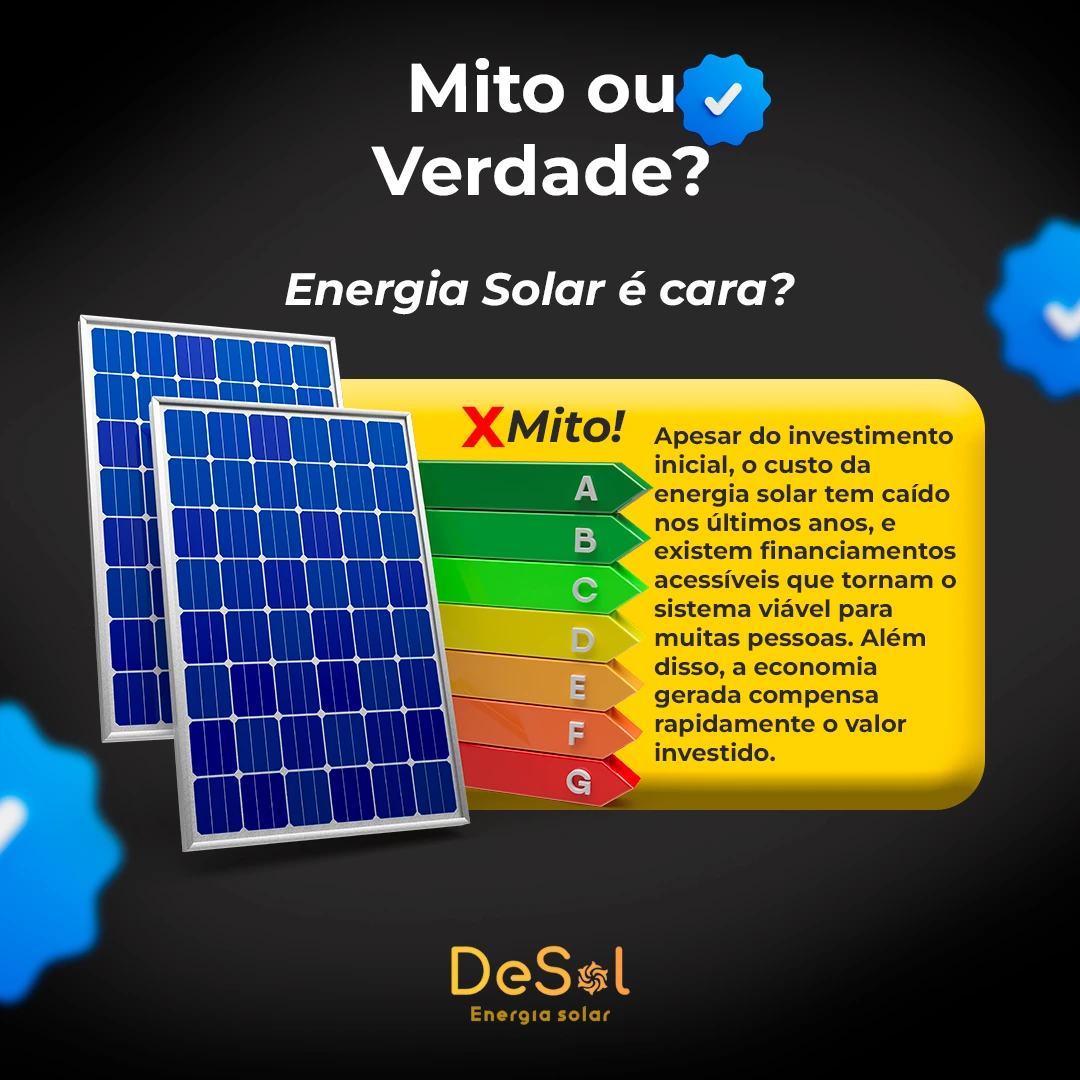 Mito ou
Verdade?
Energia Solar é cara?
X Mito!
A
B
C
D
E
F
G
Apesar do investimento
inicial, o custo da
energia solar tem caído
nos últimos anos, e
existem financiamentos
acessíveis que tornam o
sistema viável para
muitas pessoas. Além
disso, a economia
gerada compensa
rapidamente o valor
investido.
DeSol
Energia solar